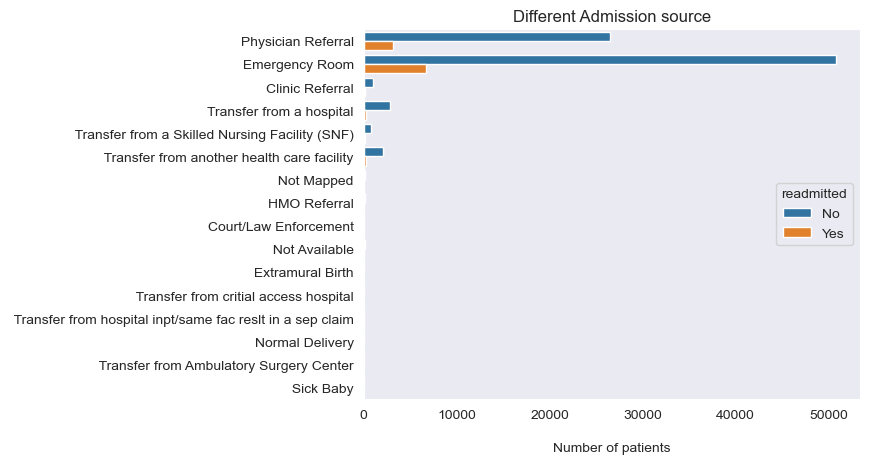 Different Admission source
Physician Referral
Emergency Room
Clinic Referral
Transfer from a hospital
Transfer from a Skilled Nursing Facility (SNF)
Transfer from another health care facility
Not Mapped
HMO Referral
Court/Law Enforcement
Not Available
Extramural Birth
Transfer from critial access hospital
Transfer from hospital inpt/same fac reslt in a sep claim
Normal Delivery
Transfer from Ambulatory Surgery Center
Sick Baby
readmitted
No
Yes
0 10000 20000 30000 40000 50000
Number of patients